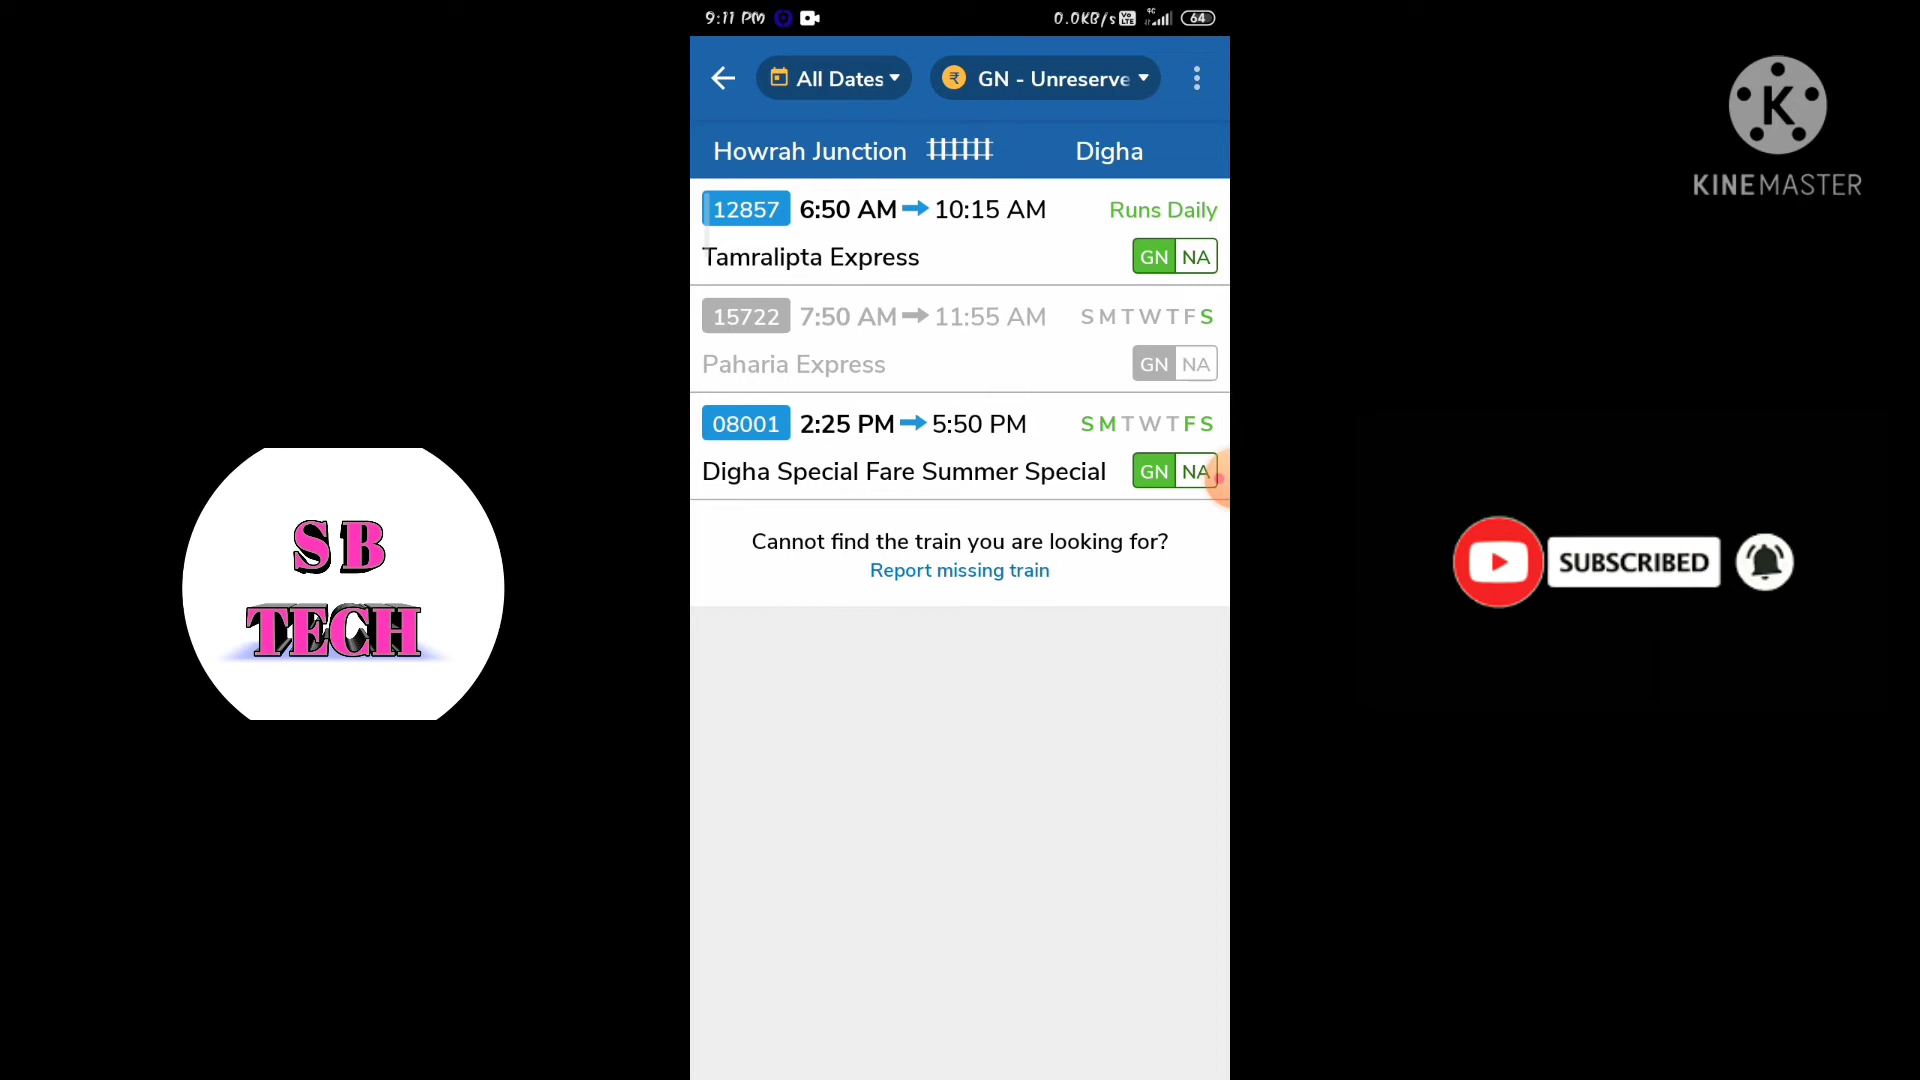 9:11 PM
0.0KB/s
Vo
LTE
4G
64
All Dates
GN - Unreserve
Howrah Junction
Digha
12857 6:50 AM 10:15 AM Runs Daily
Tamralipta Express GN NA
15722 7:50 AM 11:55 AM S M T W T F S
Paharia Express GN NA
08001 2:25 PM 5:50 PM S M T W T F S
Digha Special Fare Summer Special GN NA
Cannot find the train you are looking for?
Report missing train
S B
TECH
K
KINEMASTER
SUBSCRIBED